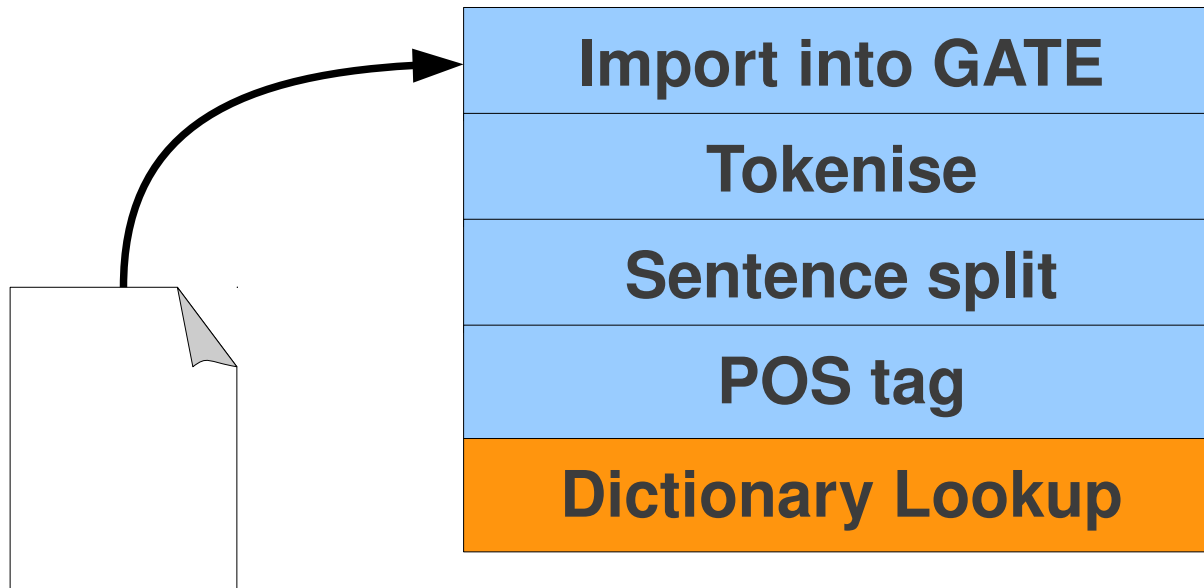 Import into GATE
Tokenise
Sentence split
POS tag
Dictionary Lookup